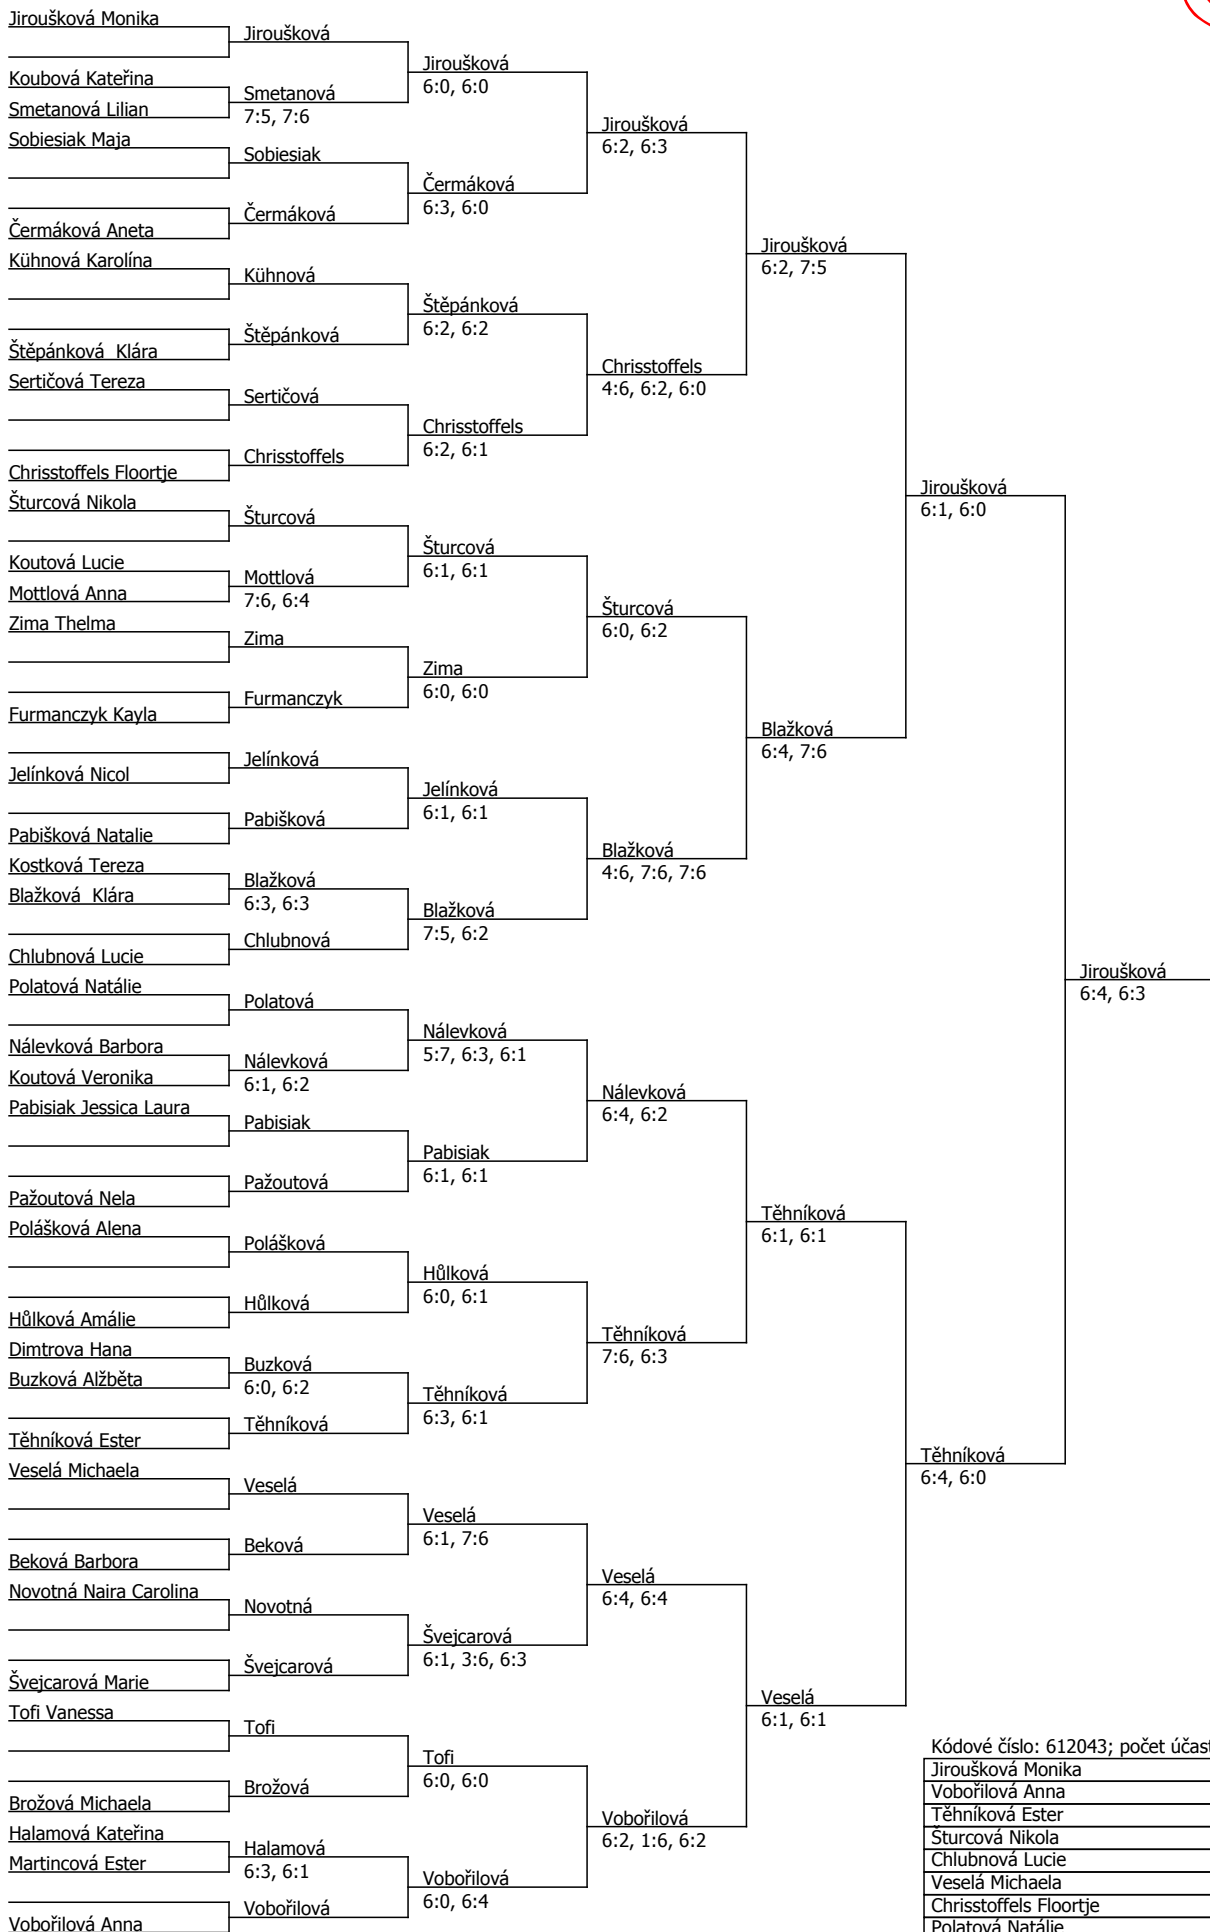 Jiroušková Monika
Koubová Kateřina
Smetanová Lilian
Sobiesiak Maja
Čermáková Aneta
Kühnová Karolína
Štěpánková  Klára
Sertičová Tereza
Chrisstoffels Floortje
Šturcová Nikola
Koutová Lucie
Mottlová Anna
Zima Thelma
Furmanczyk Kayla
Jelínková Nicol
Pabišková Natalie
Kostková Tereza
Blažková  Klára
Chlubnová Lucie
Polatová Natálie
Nálevková Barbora
Koutová Veronika
Pabisiak Jessica Laura
Pažoutová Nela
Polášková Alena
Hůlková Amálie
Dimtrova Hana
Buzková Alžběta
Těhníková Ester
Veselá Michaela
Beková Barbora
Novotná Naira Carolina
Švejcarová Marie
Tofi Vanessa
Brožová Michaela
Halamová Kateřina
Martincová Ester
Vobořilová Anna
Jiroušková
Smetanová
7:5, 7:6
Sobiesiak
Čermáková
Kühnová
Štěpánková
Sertičová
Chrisstoffels
Šturcová
Mottlová
7:6, 6:4
Zima
Furmanczyk
Jelínková
Pabišková
Blažková
6:3, 6:3
Chlubnová
Polatová
Nálevková
6:1, 6:2
Pabisiak
Pažoutová
Polášková
Hůlková
Buzková
6:0, 6:2
Těhníková
Veselá
Beková
Novotná
Švejcarová
Tofi
Brožová
Halamová
6:3, 6:1
Vobořilová
Jiroušková
6:0, 6:0
Čermáková
6:3, 6:0
Štěpánková
6:2, 6:2
Chrisstoffels
6:2, 6:1
Šturcová
6:1, 6:1
Zima
6:0, 6:0
Jelínková
6:1, 6:1
Blažková
7:5, 6:2
Nálevková
5:7, 6:3, 6:1
Pabisiak
6:1, 6:1
Hůlková
6:0, 6:1
Těhníková
6:3, 6:1
Veselá
6:1, 7:6
Švejcarová
6:1, 3:6, 6:3
Tofi
6:0, 6:0
Vobořilová
6:0, 6:4
Jiroušková
6:2, 6:3
Chrisstoffels
4:6, 6:2, 6:0
Šturcová
6:0, 6:2
Blažková
4:6, 7:6, 7:6
Nálevková
6:4, 6:2
Těhníková
7:6, 6:3
Veselá
6:4, 6:4
Vobořilová
6:2, 1:6, 6:2
Jiroušková
6:2, 7:5
Blažková
6:4, 7:6
Těhníková
6:1, 6:1
Veselá
6:1, 6:1
Jiroušková
6:1, 6:0
Těhníková
6:4, 6:0
Jiroušková
6:4, 6:3
Kódové číslo: 612043; počet účast
Jiroušková Monika
Vobořilová Anna
Těhníková Ester
Šturcová Nikola
Chlubnová Lucie
Veselá Michaela
Chrisstoffels Floortje
Polatová Natálie